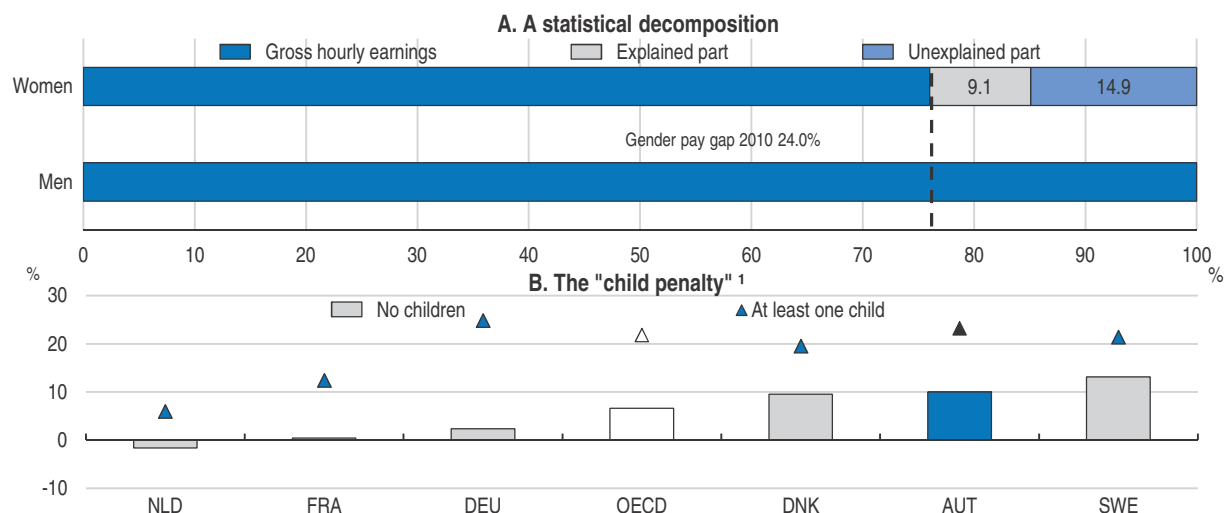 A. A statistical decomposition
Gross hourly earnings Explained part Unexplained part
Women 9.1 14.9
Gender pay gap 2010 24.0%
Men
0 10 20 30 40 50 60 70 80 90 100
% %
B. The "child penalty" ¹
30
No children At least one child
20
10
0
-10
NLD FRA DEU OECD DNK AUT SWE